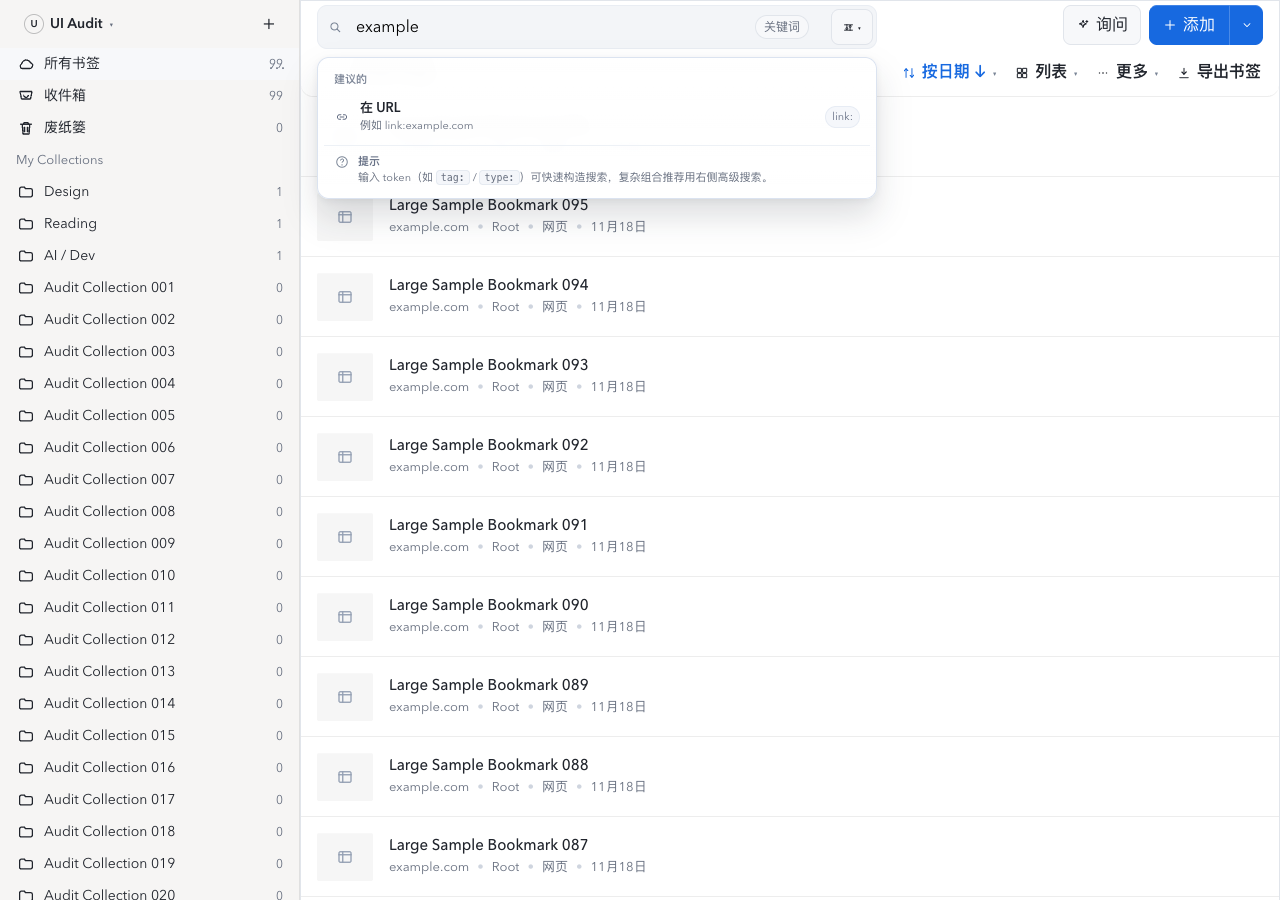 U UI Audit
所有书签 99
收件箱 99
废纸篓 0
My Collections
Design 1
Reading 1
AI / Dev 1
Audit Collection 001 0
Audit Collection 002 0
Audit Collection 003 0
Audit Collection 004 0
Audit Collection 005 0
Audit Collection 006 0
Audit Collection 007 0
Audit Collection 008 0
Audit Collection 009 0
Audit Collection 010 0
Audit Collection 011 0
Audit Collection 012 0
Audit Collection 013 0
Audit Collection 014 0
Audit Collection 015 0
Audit Collection 016 0
Audit Collection 017 0
Audit Collection 018 0
Audit Collection 019 0
Audit Collection 020 0
example 关键词
询问 添加
按日期 列表 ··· 更多 导出书签
建议的
在 URL
例如 link:example.com link:
提示
输入 token（如 tag: / type:）可快速构造搜索，复杂组合推荐用右侧高级搜索。
Large Sample Bookmark 095
example.com • Root • 网页 • 11月18日
Large Sample Bookmark 094
example.com • Root • 网页 • 11月18日
Large Sample Bookmark 093
example.com • Root • 网页 • 11月18日
Large Sample Bookmark 092
example.com • Root • 网页 • 11月18日
Large Sample Bookmark 091
example.com • Root • 网页 • 11月18日
Large Sample Bookmark 090
example.com • Root • 网页 • 11月18日
Large Sample Bookmark 089
example.com • Root • 网页 • 11月18日
Large Sample Bookmark 088
example.com • Root • 网页 • 11月18日
Large Sample Bookmark 087
example.com • Root • 网页 • 11月18日